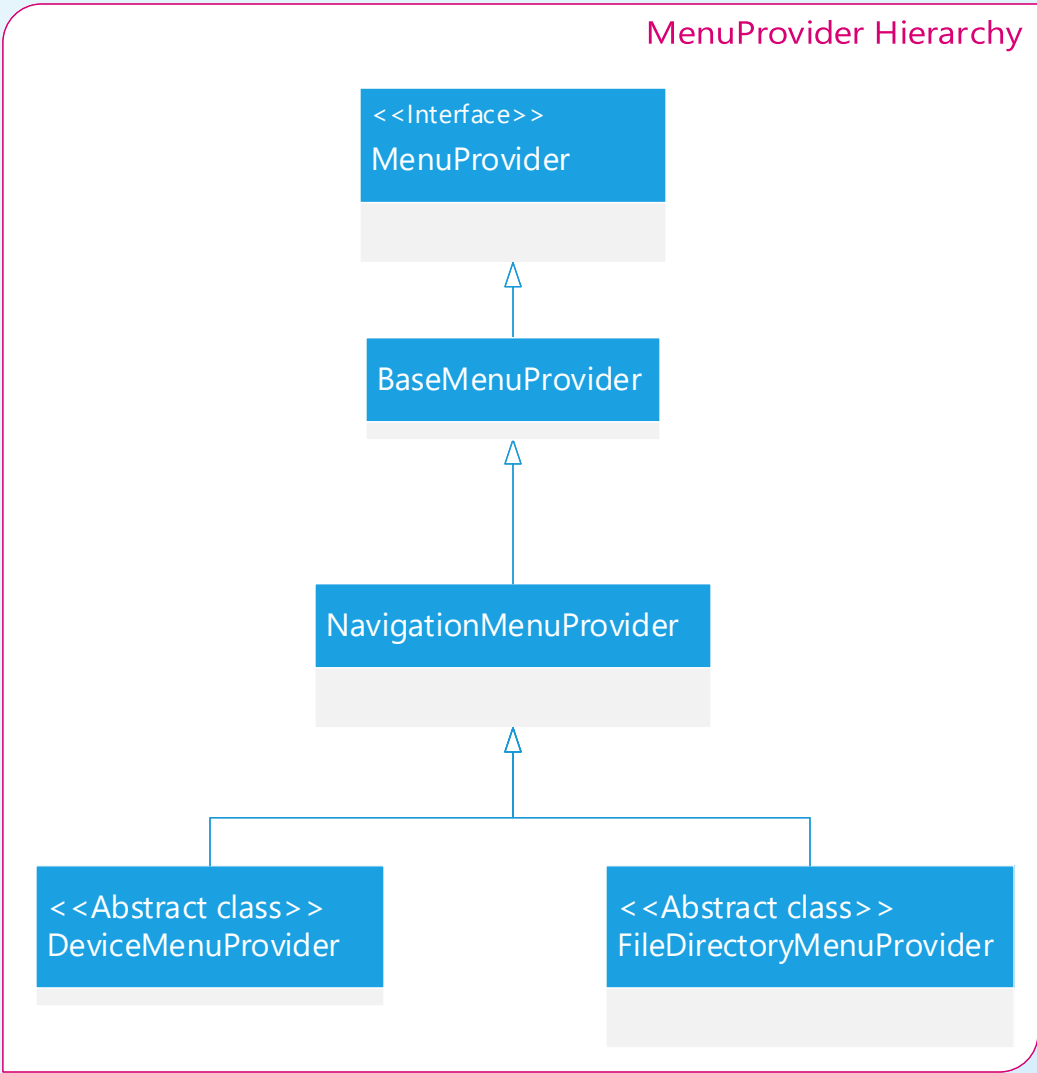 MenuProvider Hierarchy
<<Interface>>
MenuProvider
BaseMenuProvider
NavigationMenuProvider
<<Abstract class>>
DeviceMenuProvider
<<Abstract class>>
FileDirectoryMenuProvider